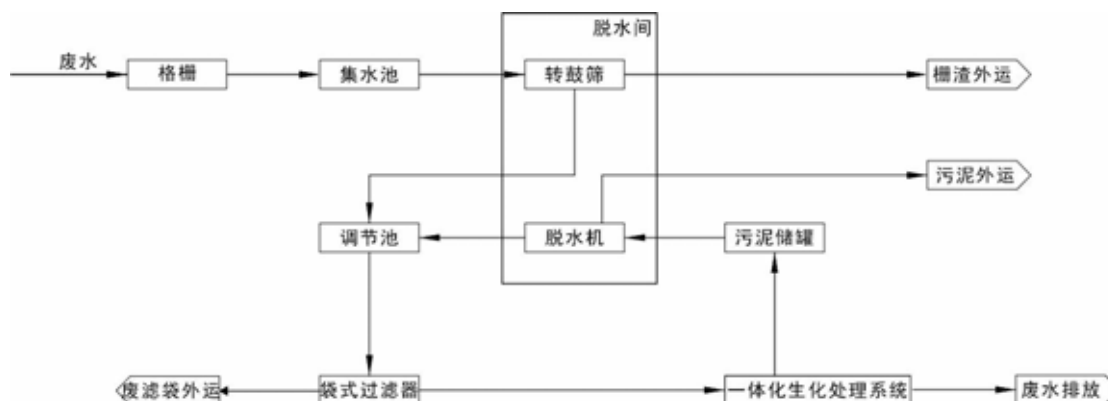 脱水间
废水
格栅
集水池
转鼓筛
栅渣外运
污泥外运
调节池
脱水机
污泥储罐
废滤袋外运
袋式过滤器
一体化生化处理系统
废水排放